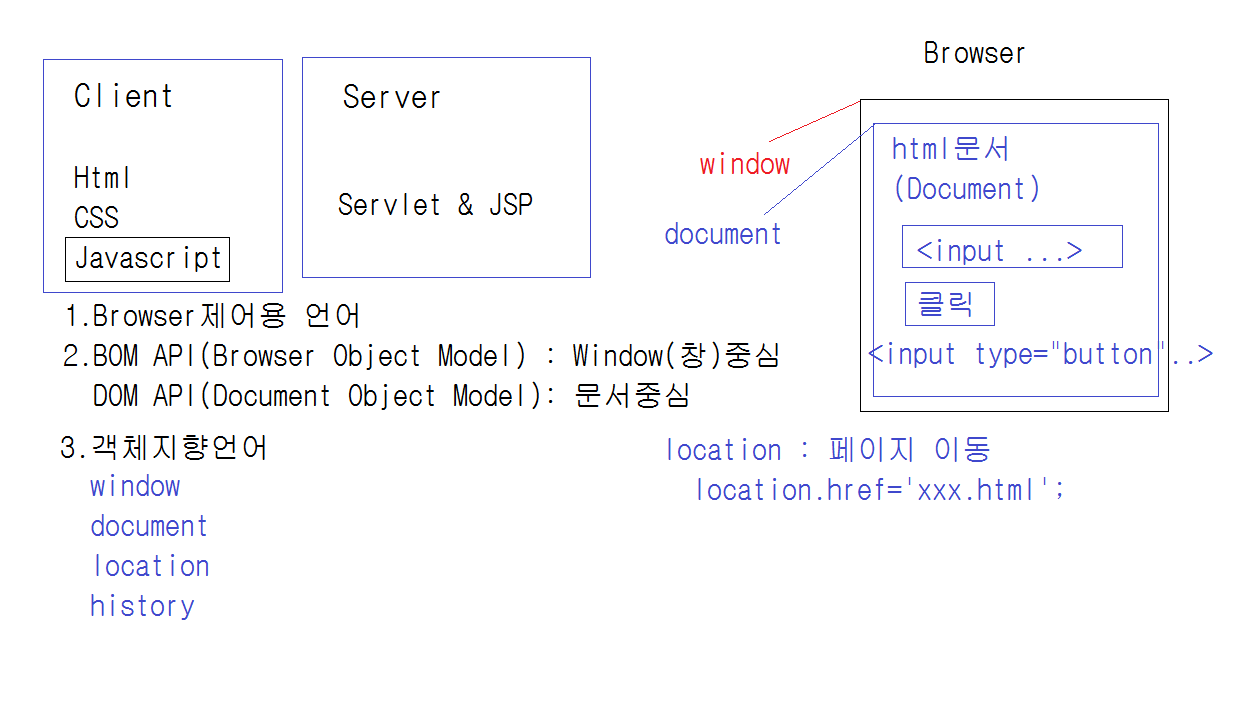 Client
Html
CSS
Javascript
Server
Servlet & JSP
1.Browser제어용 언어
2.BOM API(Browser Object Model) : Window(창)중심
DOM API(Document Object Model): 문서중심
3.객체지향언어
window
document
location
history
Browser
window
document
html문서
(Document)
<input ...>
클릭
<input type="button"..>
location : 페이지 이동
location.href='xxx.html';